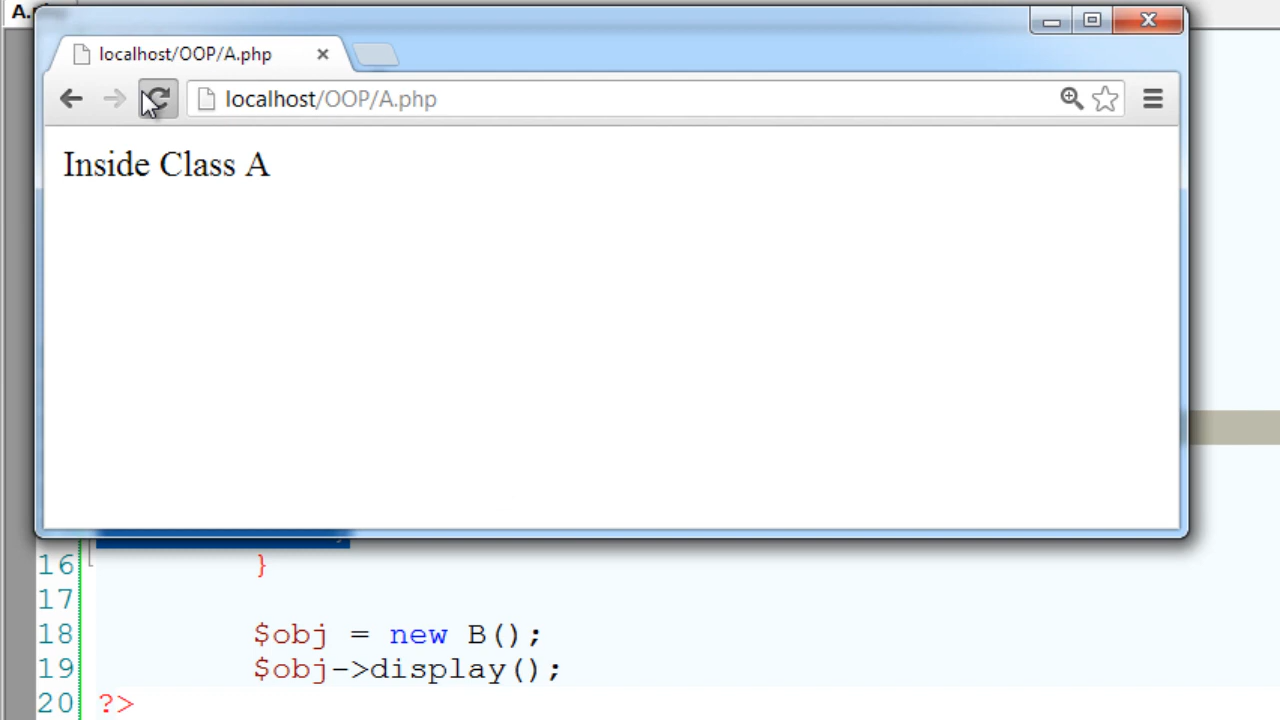 A.
localhost/OOP/A.php
localhost/OOP/A.php
Inside Class A
16 }
17
18 $obj = new B();
19 $obj->display();
20 ?>